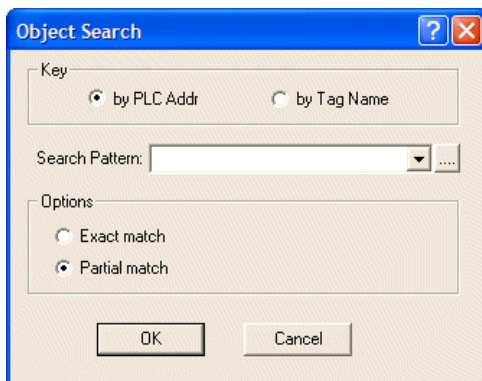 Object Search
Key
by PLC Addr by Tag Name
Search Pattern: ....
Options
Exact match
Partial match
OK Cancel